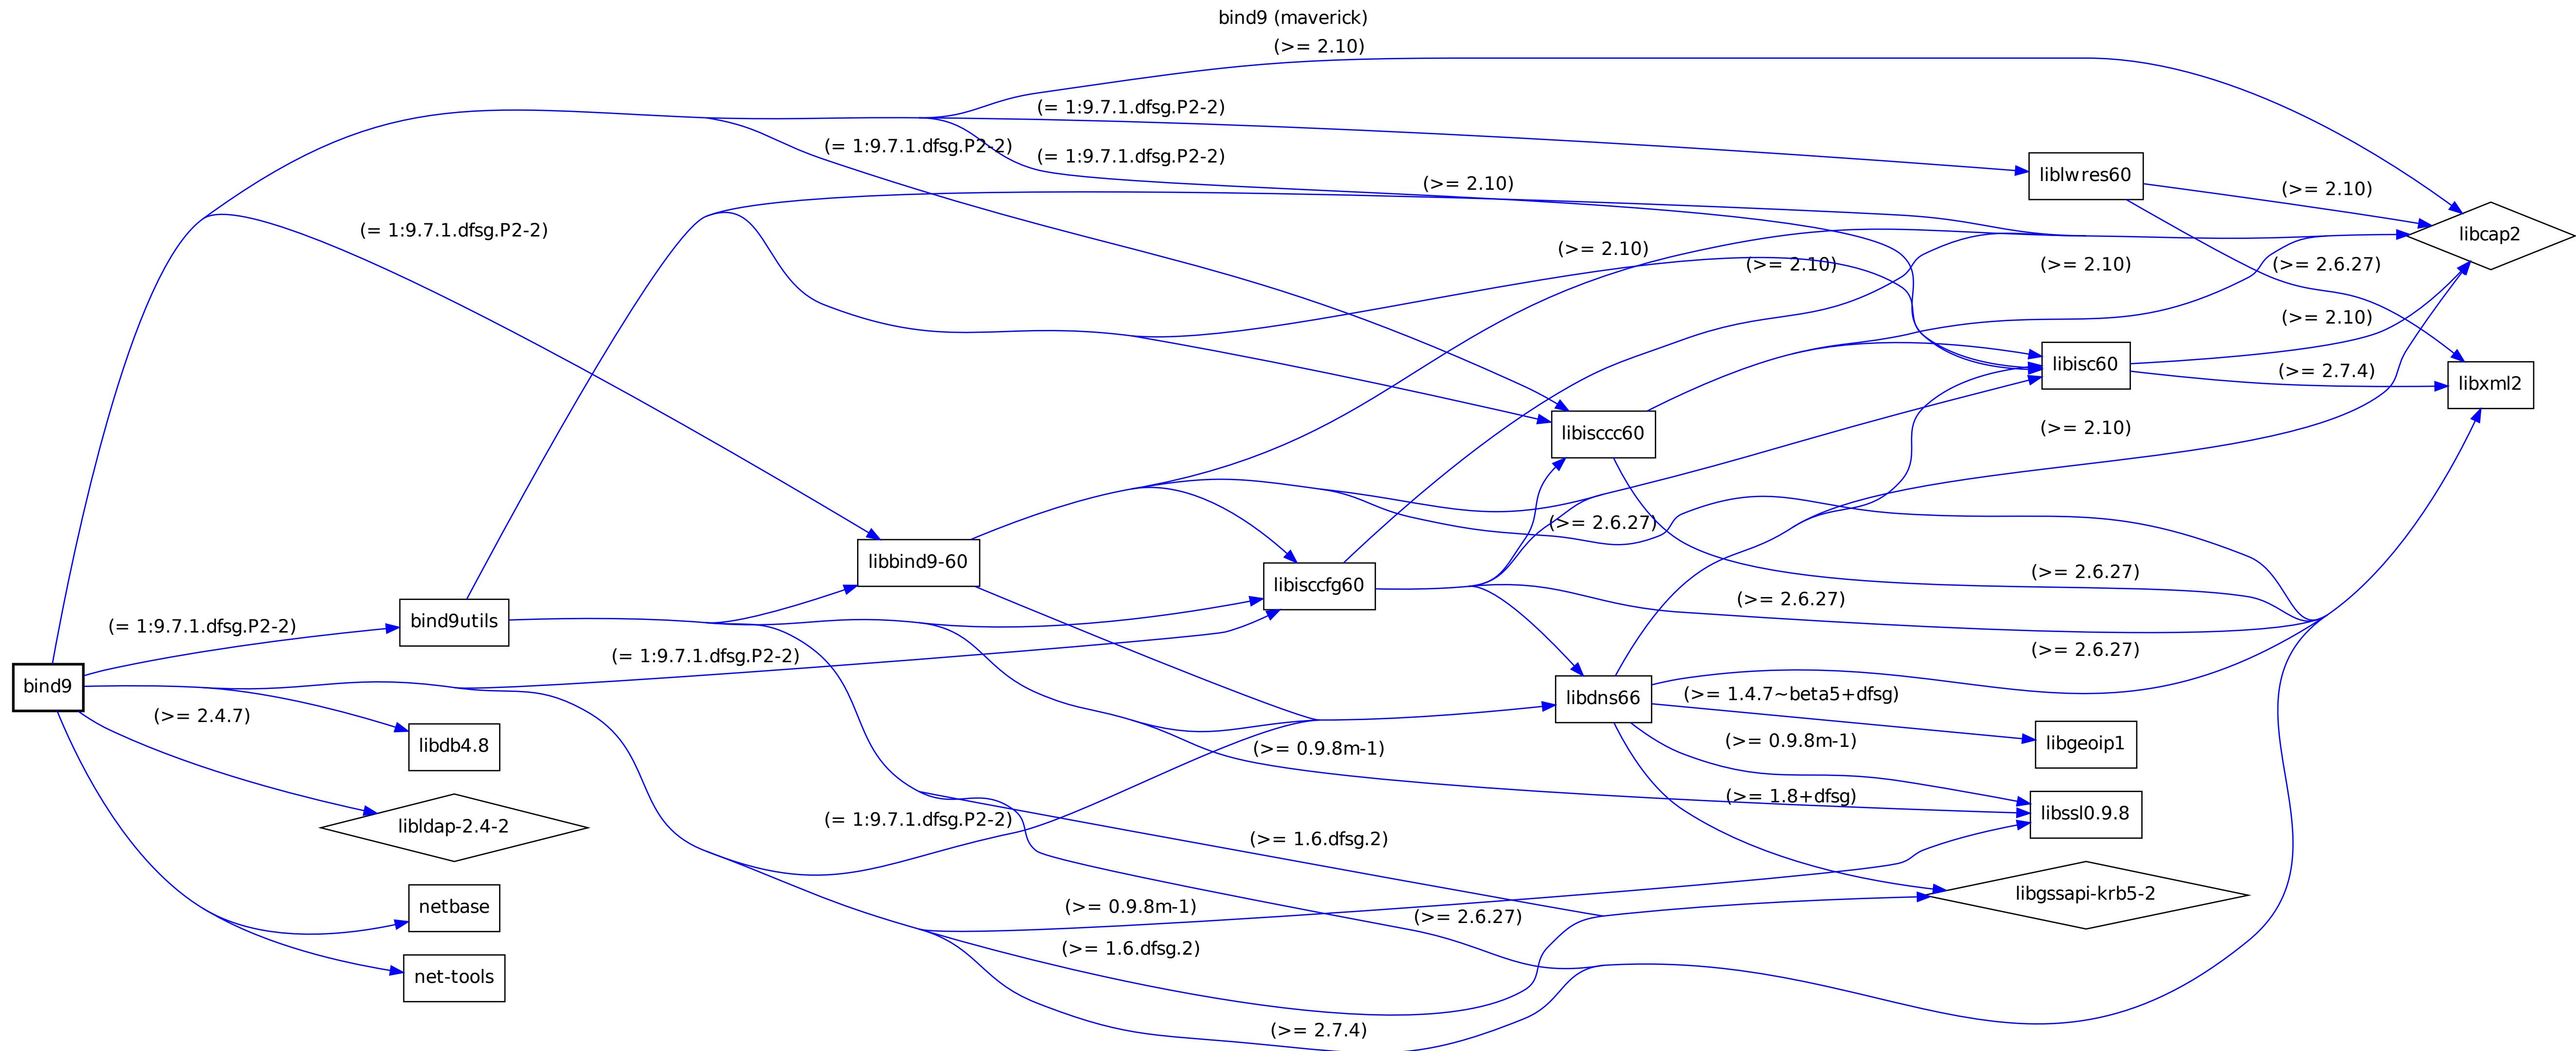 bind9 (maverick)
(>= 2.10)
(= 1:9.7.1.dfsg.P2-2)
(= 1:9.7.1.dfsg.P2-2)
(= 1:9.7.1.dfsg.P2-2)
liblwres60
(>= 2.10)
(>= 2.10)
(= 1:9.7.1.dfsg.P2-2)
libcap2
(>= 2.10)
(>= 2.10)
(>= 2.10)
(>= 2.6.27)
(>= 2.10)
libisc60
(>= 2.7.4)
libxml2
libisccc60
(>= 2.10)
(>= 2.6.27)
libbind9-60
(>= 2.6.27)
libisccfg60
(>= 2.6.27)
bind9utils
(= 1:9.7.1.dfsg.P2-2)
(= 1:9.7.1.dfsg.P2-2)
(>= 2.6.27)
bind9
libdns66
(>= 1.4.7~beta5+dfsg)
(>= 2.4.7)
libdb4.8
(>= 0.9.8m-1)
(>= 0.9.8m-1)
libgeoip1
(>= 1.8+dfsg)
libssl0.9.8
libldap-2.4-2
(= 1:9.7.1.dfsg.P2-2)
(>= 1.6.dfsg.2)
libgssapi-krb5-2
netbase
(>= 0.9.8m-1)
(>= 2.6.27)
(>= 1.6.dfsg.2)
net-tools
(>= 2.7.4)